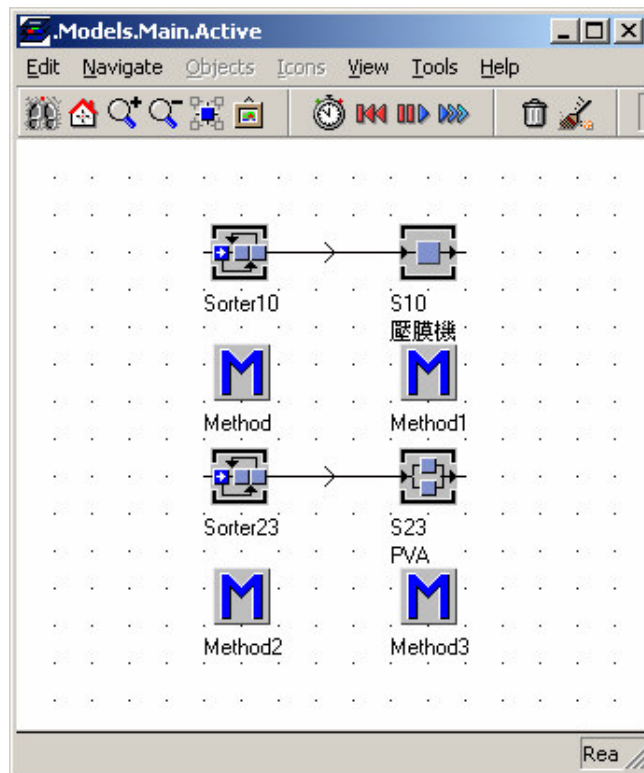 .Models.Main.Active
Edit Navigate Objects Icons View Tools Help
Sorter10 S10
壓膜機
Method Method1
Sorter23 S23
PVA
Method2 Method3
Rea